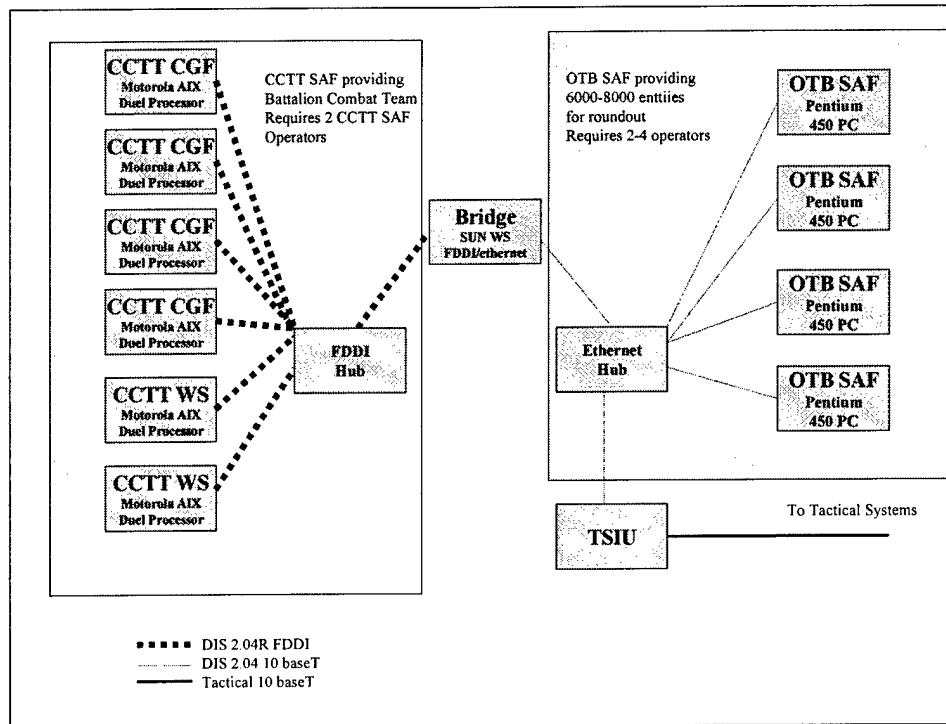 CCTT CGF
Motorola AIX
Duel Processor
CCTT CGF
Motorola AIX
Duel Processor
CCTT CGF
Motorola AIX
Duel Processor
CCTT CGF
Motorola AIX
Duel Processor
CCTT WS
Motorola AIX
Duel Processor
CCTT WS
Motorola AIX
Duel Processor
CCTT SAF providing
Battalion Combat Team
Requires 2 CCTT SAF
Operators
FDDI
Hub
Bridge
SUN WS
FDDI/ethernet
OTB SAF providing
6000-8000 enttiies
for roundout
Requires 2-4 operators
OTB SAF
Pentium
450 PC
OTB SAF
Pentium
450 PC
OTB SAF
Pentium
450 PC
OTB SAF
Pentium
450 PC
Ethernet
Hub
TSIU
To Tactical Systems
DIS 2.04R FDDI
DIS 2.04 10 baseT
Tactical 10 baseT